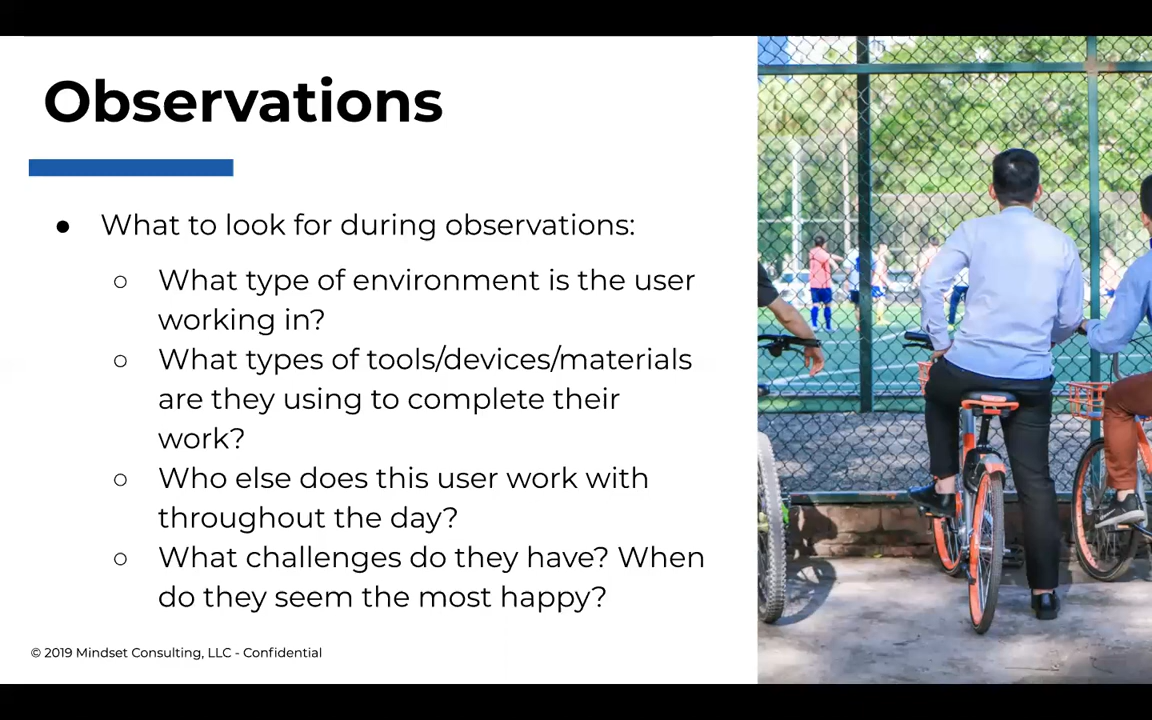 Observations
● What to look for during observations:
○ What type of environment is the user
working in?
○ What types of tools/devices/materials
are they using to complete their
work?
○ Who else does this user work with
throughout the day?
○ What challenges do they have? When
do they seem the most happy?
© 2019 Mindset Consulting, LLC - Confidential